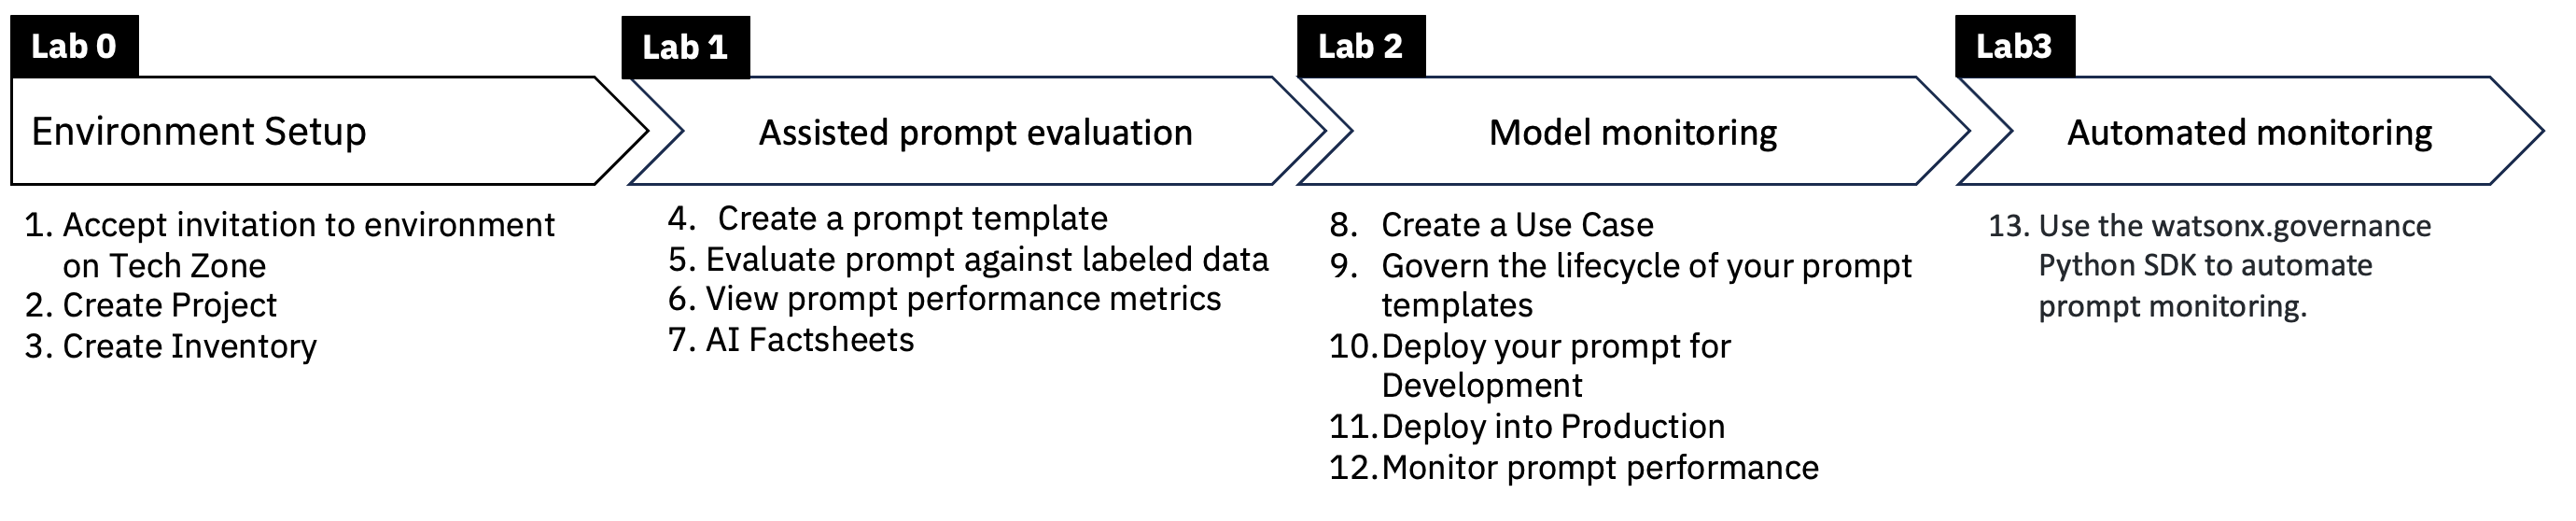 Lab 0
Environment Setup
1. Accept invitation to environment
on Tech Zone
2. Create Project
3. Create Inventory
Lab 1
Assisted prompt evaluation
4. Create a prompt template
5. Evaluate prompt against labeled data
6. View prompt performance metrics
7. AI Factsheets
Lab 2
Model monitoring
8. Create a Use Case
9. Govern the lifecycle of your prompt
templates
10.Deploy your prompt for
Development
11.Deploy into Production
12.Monitor prompt performance
Lab3
Automated monitoring
13. Use the watsonx.governance
Python SDK to automate
prompt monitoring.